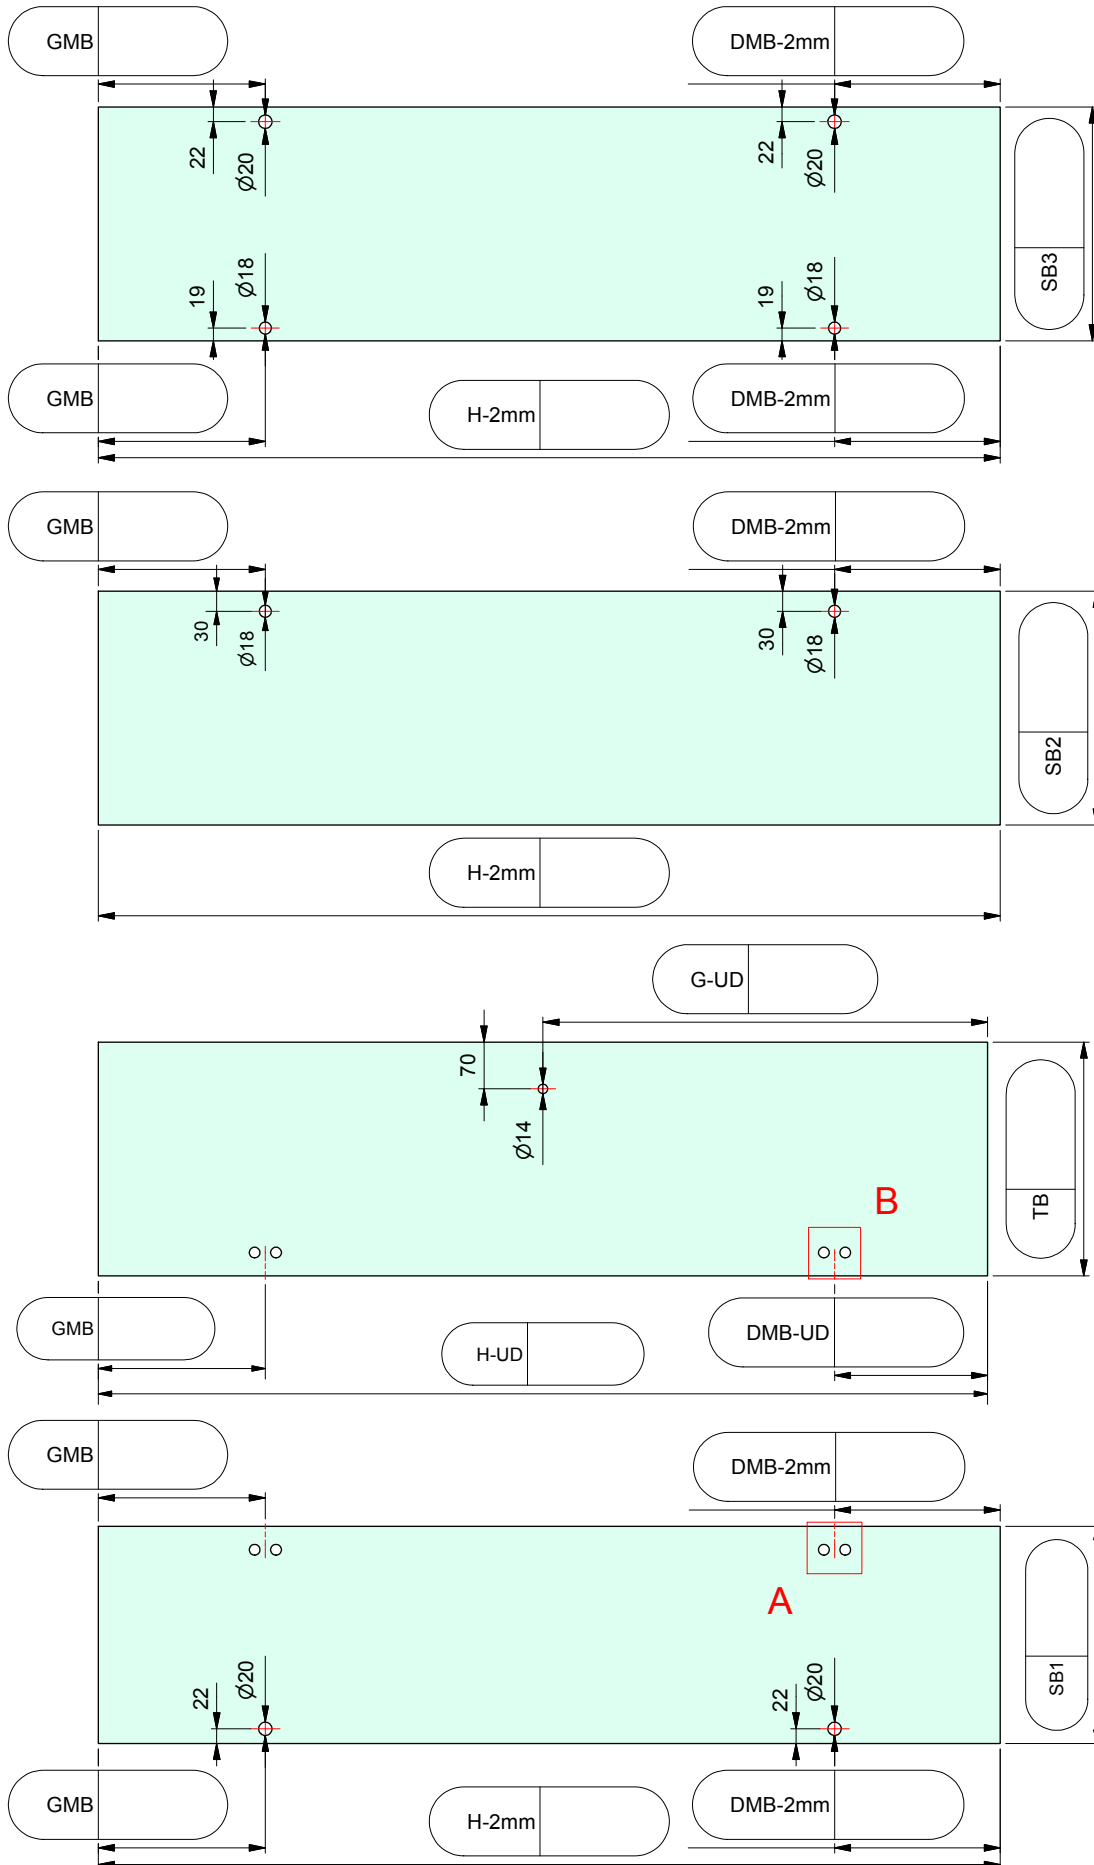 GMB
DMB-2mm
22
Ø20
22
Ø20
SB3
19
Ø18
19
Ø18
GMB
H-2mm
DMB-2mm
GMB
DMB-2mm
30
Ø18
30
Ø18
SB2
H-2mm
G-UD
70
Ø14
TB
B
GMB
H-UD
DMB-UD
GMB
DMB-2mm
A
SB1
22
Ø20
22
Ø20
GMB
H-2mm
DMB-2mm